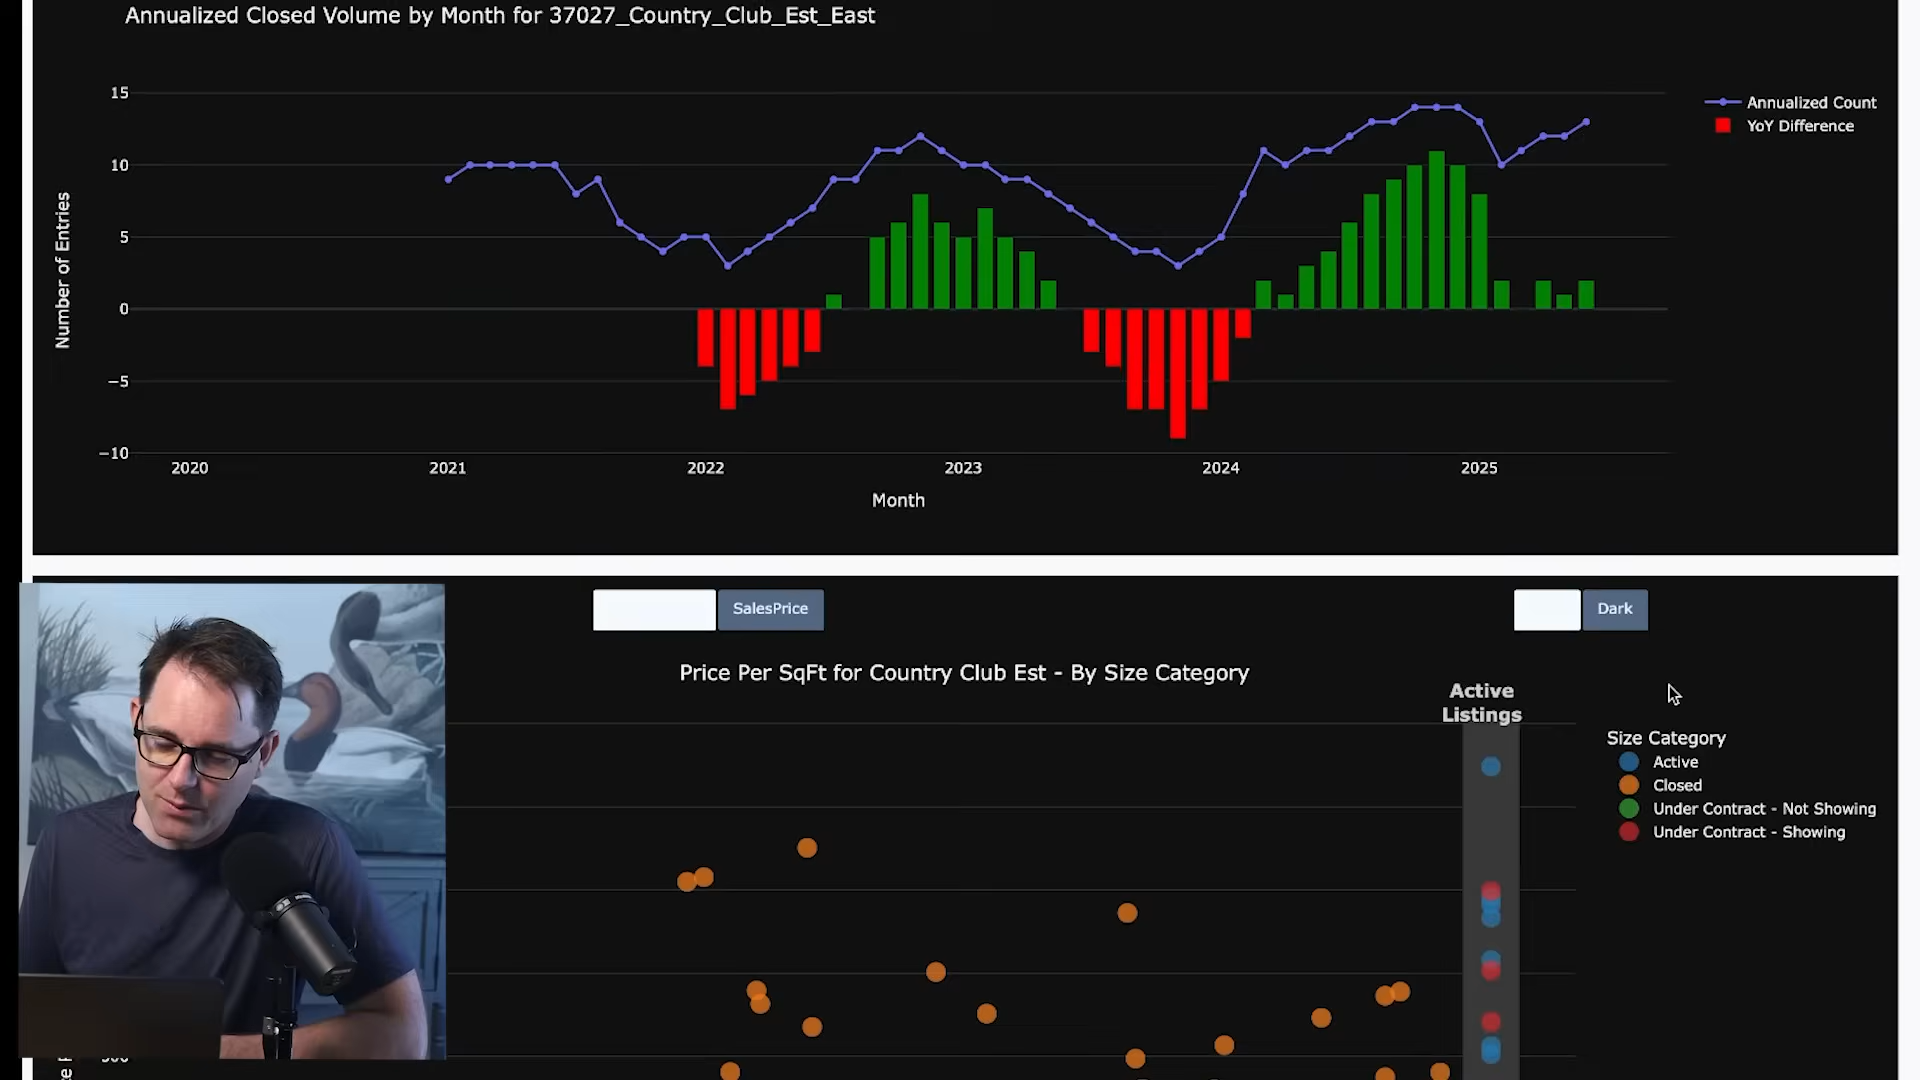 Annualized Closed Volume by Month for 37027_Country_Club_Est_East
15
10
5
0
−5
−10
Number of Entries
2020
2021
2022
2023
2024
2025
Month
Annualized Count
YoY Difference
SalesPrice
Dark
Price Per SqFt for Country Club Est - By Size Category
Active
Listings
Size Category
Active
Closed
Under Contract - Not Showing
Under Contract - Showing